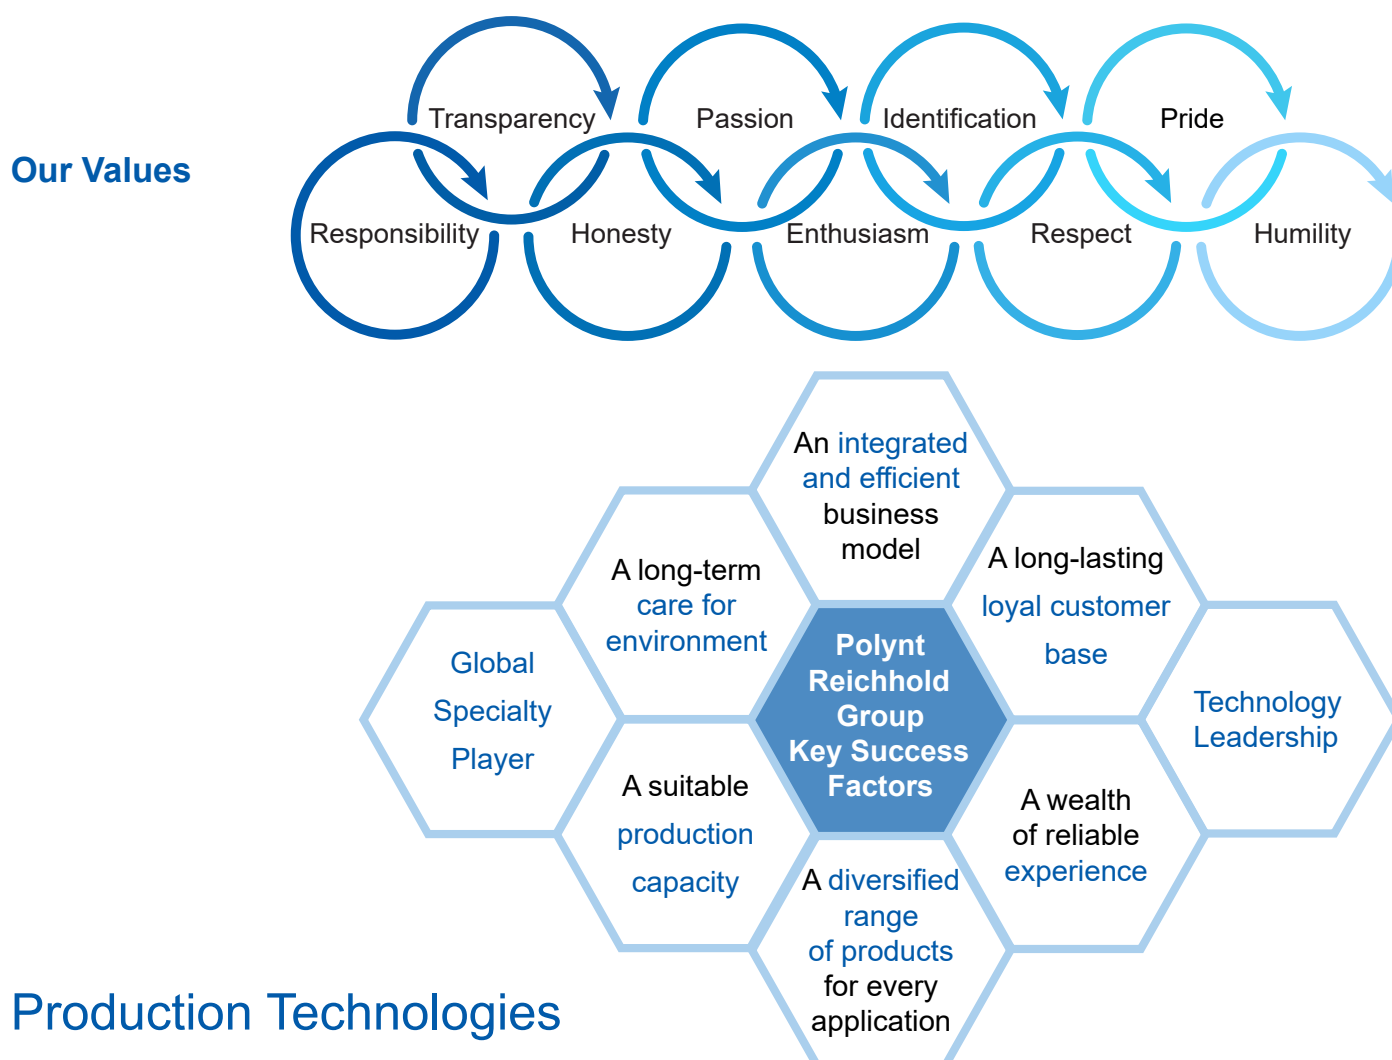 Our Values
Transparency
Passion
Identification
Pride
Responsibility
Honesty
Enthusiasm
Respect
Humility
An integrated
and efficient
business
model
A long-term
care for
environment
A long-lasting
loyal customer
base
Global
Specialty
Player
Polynt
Reichhold
Group
Key Success
Factors
Technology
Leadership
A suitable
production
capacity
A wealth
of reliable
experience
A diversified
range
of products
for every
application
Production Technologies